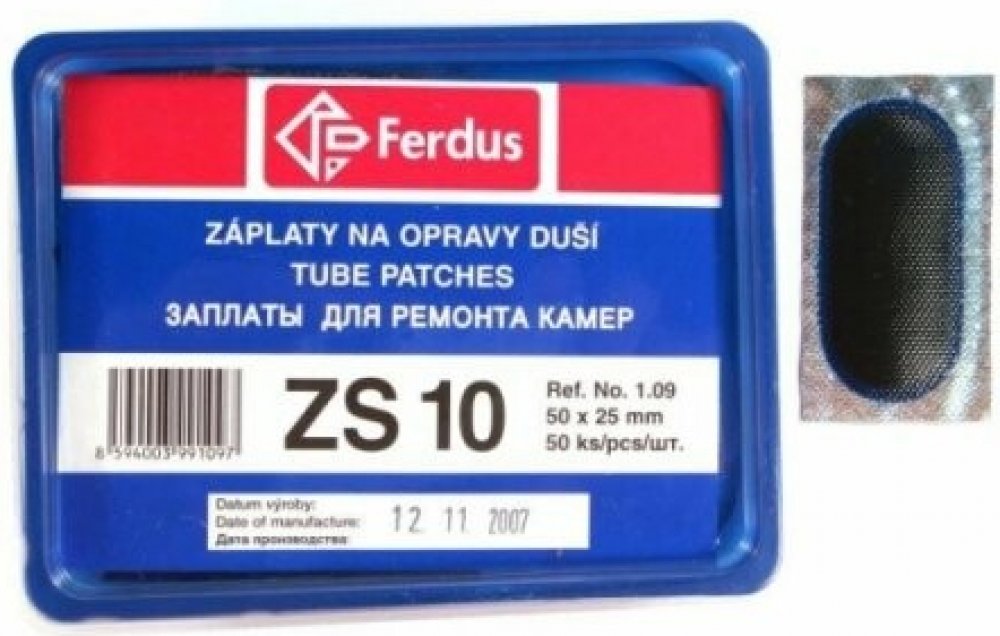 Ferdus
ZÁPLATY NA OPRAVY DUŠÍ
TUBE PATCHES
ЗАПЛАТЫ ДЛЯ РЕМОНТА КАМЕР
ZS 10
Ref. No. 1.09
50 x 25 mm
50 ks/pcs/шт.
8 594003 991097
Datum výroby:
Date of manufacture:
Дата производства:
12 11 2007